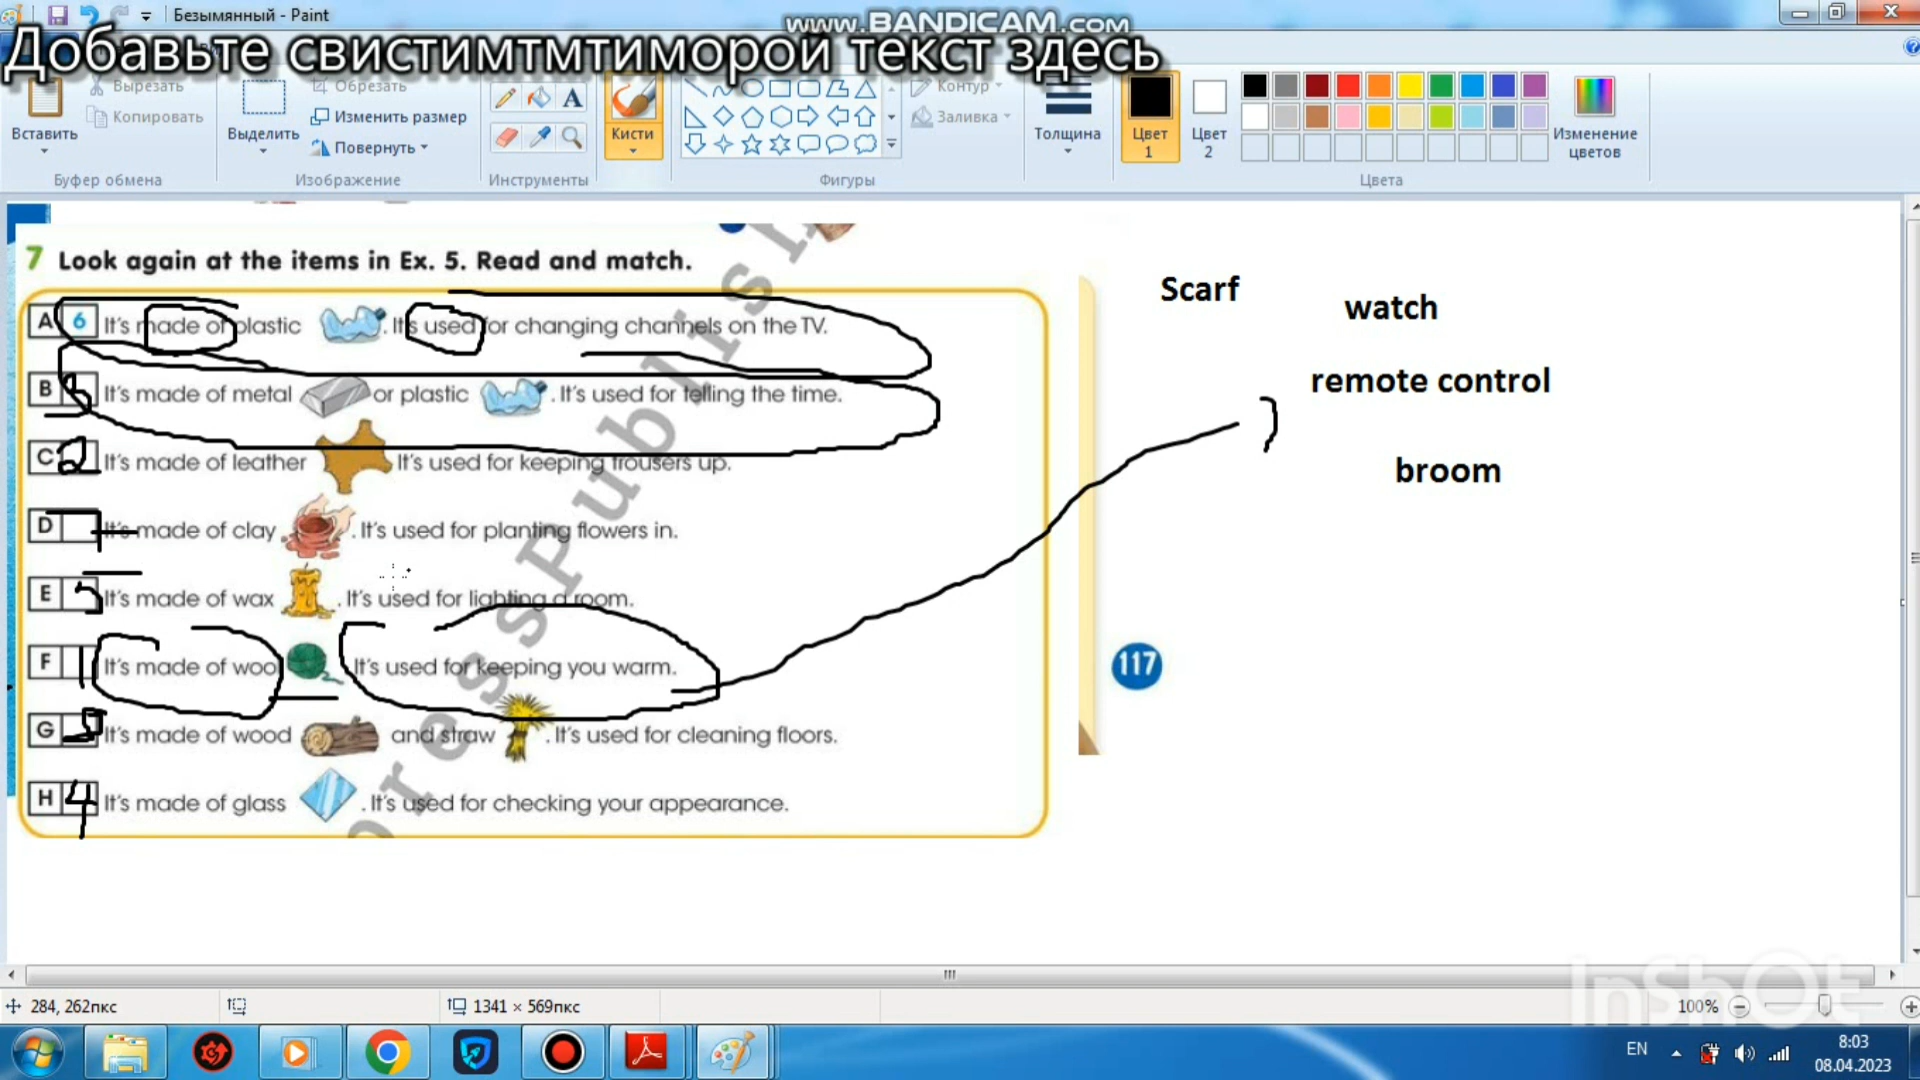 Безымянный - Paint
www.BANDICAM.com
Добавьте свистимтмтиморой текст здесь
Вставить
Вырезать
Копировать
Буфер обмена
Выделить
Обрезать
Изменить размер
Повернуть
Изображение
Инструменты
Кисти
Фигуры
Контур
Заливка
Толщина
Цвет 1
Цвет 2
Изменение цветов
Цвета
7 Look again at the items in Ex. 5. Read and match.
A 6 It's made of plastic . It's used for changing channels on the TV.
B It's made of metal or plastic . It's used for telling the time.
C 2 It's made of leather It's used for keeping trousers up.
D It's made of clay . It's used for planting flowers in.
E It's made of wax . It's used for lighting a room.
F 1 It's made of woo It's used for keeping you warm.
G It's made of wood and straw . It's used for cleaning floors.
H 4 It's made of glass . It's used for checking your appearance.
Scarf
watch
remote control
broom
117
ress Publish
InShOt
284, 262пкс
1341 × 569пкс
100%
EN
8:03
08.04.2023